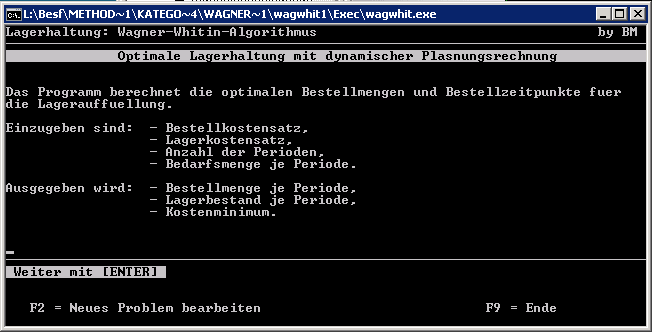 L:\Besf\METHOD~1\KATEGO~4\WAGNER~1\wagwhit1\Exec\wagwhit.exe
Lagerhaltung: Wagner-Whitin-Algorithmus by BM
Optimale Lagerhaltung mit dynamischer Plasnungsrechnung
Das Programm berechnet die optimalen Bestellmengen und Bestellzeitpunkte fuer
die Lagerauffuellung.
Einzugeben sind: - Bestellkostensatz,
- Lagerkostensatz,
- Anzahl der Perioden,
- Bedarfsmenge je Periode.
Ausgegeben wird: - Bestellmenge je Periode,
- Lagerbestand je Periode,
- Kostenminimum.
Weiter mit [ENTER]
F2 = Neues Problem bearbeiten F9 = Ende